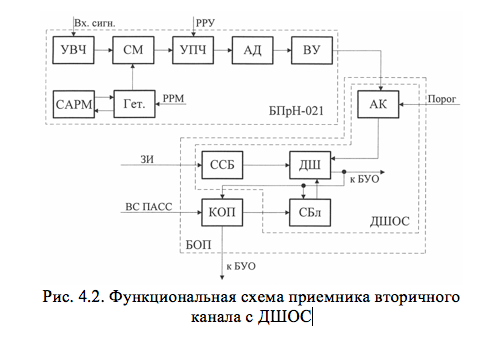 Вх. сигн.
РРУ
УВЧ
СМ
УПЧ
АД
ВУ
САРМ
Гет.
РРМ
БПрН-021
АК
Порог
ЗИ
ССБ
ДШ
к БУО
ВС ПАСС
КОП
СБл
ДШОС
БОП
к БУО
Рис. 4.2. Функциональная схема приемника вторичного
канала с ДШОС